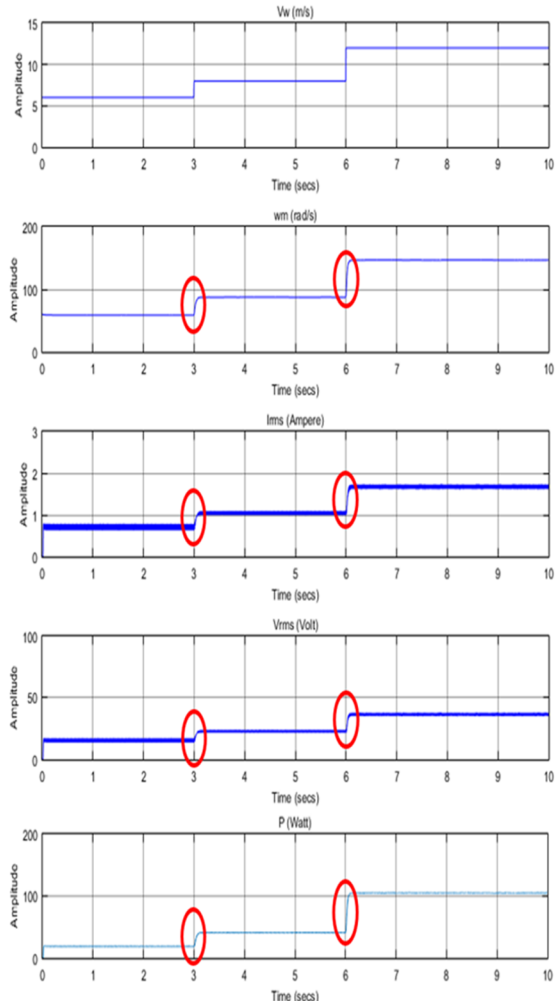 Vw (m/s)
Amplitudo
15
10
5
0
0 1 2 3 4 5 6 7 8 9 10
Time (secs)
wm (rad/s)
Amplitudo
200
100
0
0 1 2 3 4 5 6 7 8 9 10
Time (secs)
Irms (Ampere)
Amplitudo
3
2
1
0
0 1 2 3 4 5 6 7 8 9 10
Time (secs)
Vrms (Volt)
Amplitudo
100
50
0
0 1 2 3 4 5 6 7 8 9 10
Time (secs)
P (Watt)
Amplitudo
200
100
0
0 1 2 3 4 5 6 7 8 9 10
Time (secs)